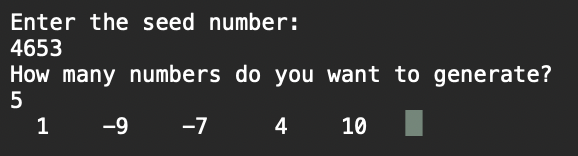 Enter the seed number:
4653
How many numbers do you want to generate?
5
1 -9 -7 4 10